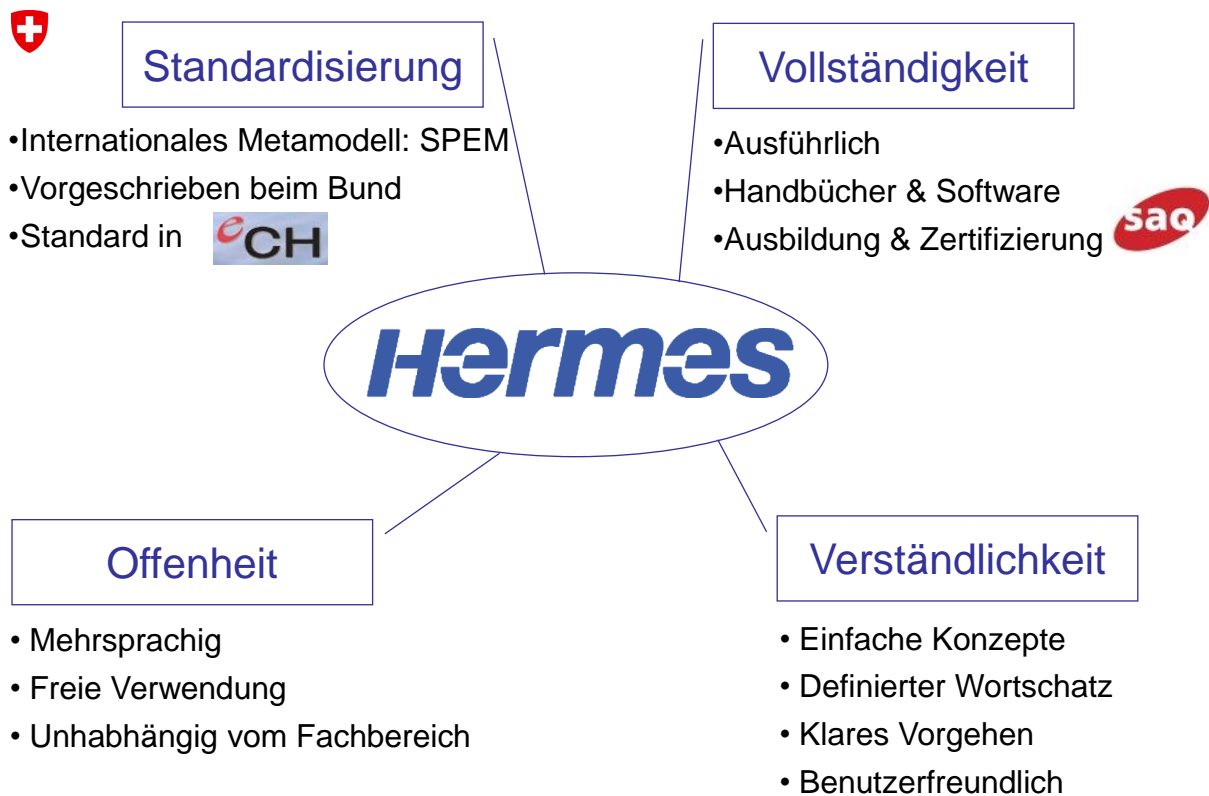 Standardisierung
•Internationales Metamodell: SPEM
•Vorgeschrieben beim Bund
•Standard in eCH
Vollständigkeit
•Ausführlich
•Handbücher & Software
•Ausbildung & Zertifizierung saq
Hermes
Offenheit
• Mehrsprachig
• Freie Verwendung
• Unhabhängig vom Fachbereich
Verständlichkeit
• Einfache Konzepte
• Definierter Wortschatz
• Klares Vorgehen
• Benutzerfreundlich